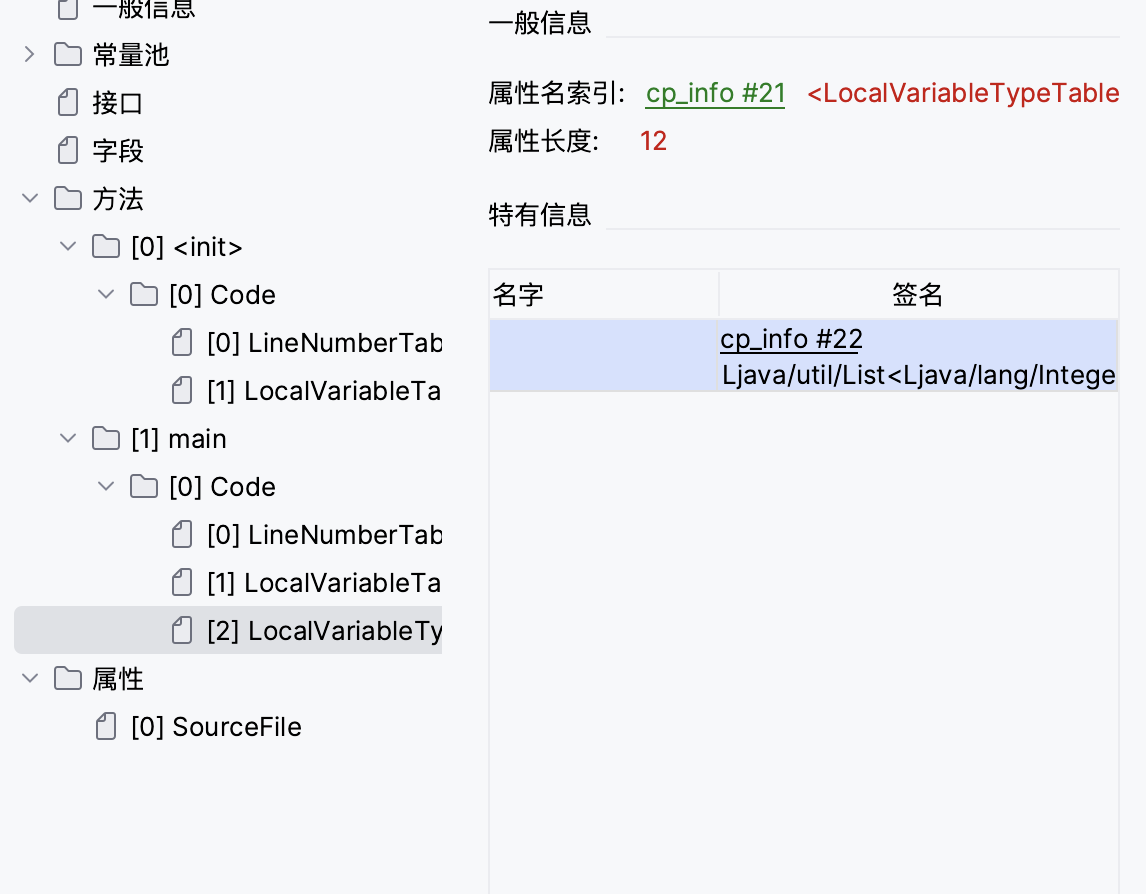 一般信息
常量池
接口
字段
方法
[0] <init>
[0] Code
[0] LineNumberTab
[1] LocalVariableTa
[1] main
[0] Code
[0] LineNumberTab
[1] LocalVariableTa
[2] LocalVariableTy
属性
[0] SourceFile
一般信息
属性名索引: cp_info #21 <LocalVariableTypeTable
属性长度: 12
特有信息
名字 签名
cp_info #22
Ljava/util/List<Ljava/lang/Intege